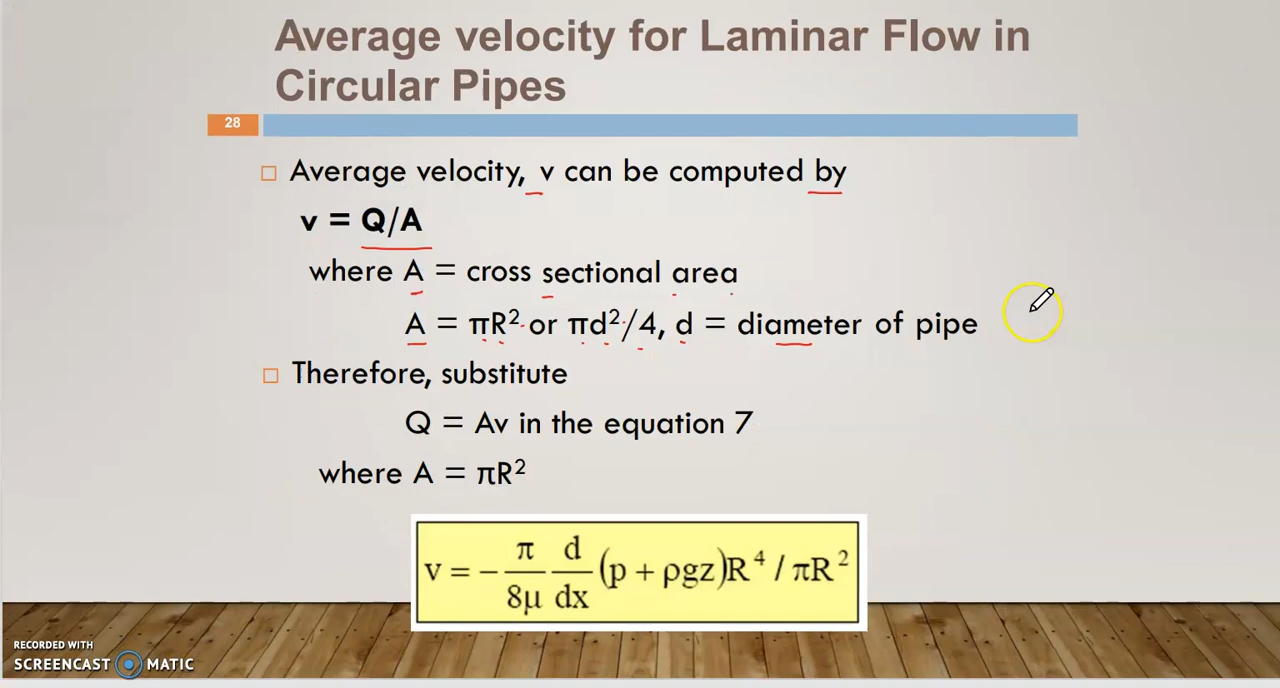 Average velocity for Laminar Flow in
Circular Pipes
28
Average velocity, v can be computed by
v = Q/A
where A = cross sectional area
A = πR² or πd²/4, d = diameter of pipe
Therefore, substitute
Q = Av in the equation 7
where A = πR²
v = − π/8μ d/dx (p + ρgz)R⁴ / πR²
RECORDED WITH
SCREENCAST MATIC